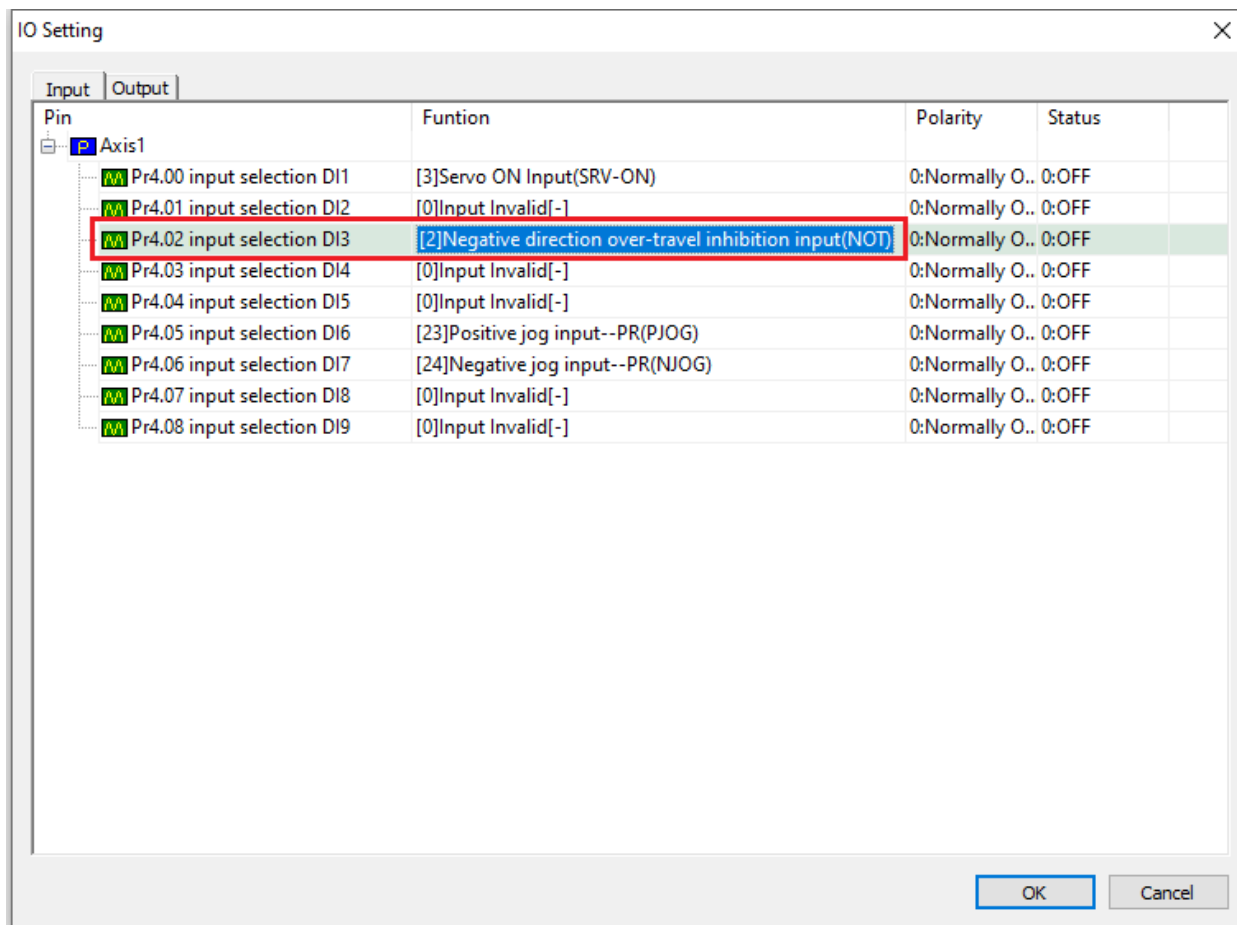 IO Setting
Input Output
Pin Funtion Polarity Status
P Axis1
Pr4.00 input selection DI1 [3]Servo ON Input(SRV-ON) 0:Normally O.. 0:OFF
Pr4.01 input selection DI2 [0]Input Invalid[-] 0:Normally O.. 0:OFF
Pr4.02 input selection DI3 [2]Negative direction over-travel inhibition input(NOT) 0:Normally O.. 0:OFF
Pr4.03 input selection DI4 [0]Input Invalid[-] 0:Normally O.. 0:OFF
Pr4.04 input selection DI5 [0]Input Invalid[-] 0:Normally O.. 0:OFF
Pr4.05 input selection DI6 [23]Positive jog input--PR(PJOG) 0:Normally O.. 0:OFF
Pr4.06 input selection DI7 [24]Negative jog input--PR(NJOG) 0:Normally O.. 0:OFF
Pr4.07 input selection DI8 [0]Input Invalid[-] 0:Normally O.. 0:OFF
Pr4.08 input selection DI9 [0]Input Invalid[-] 0:Normally O.. 0:OFF
OK Cancel